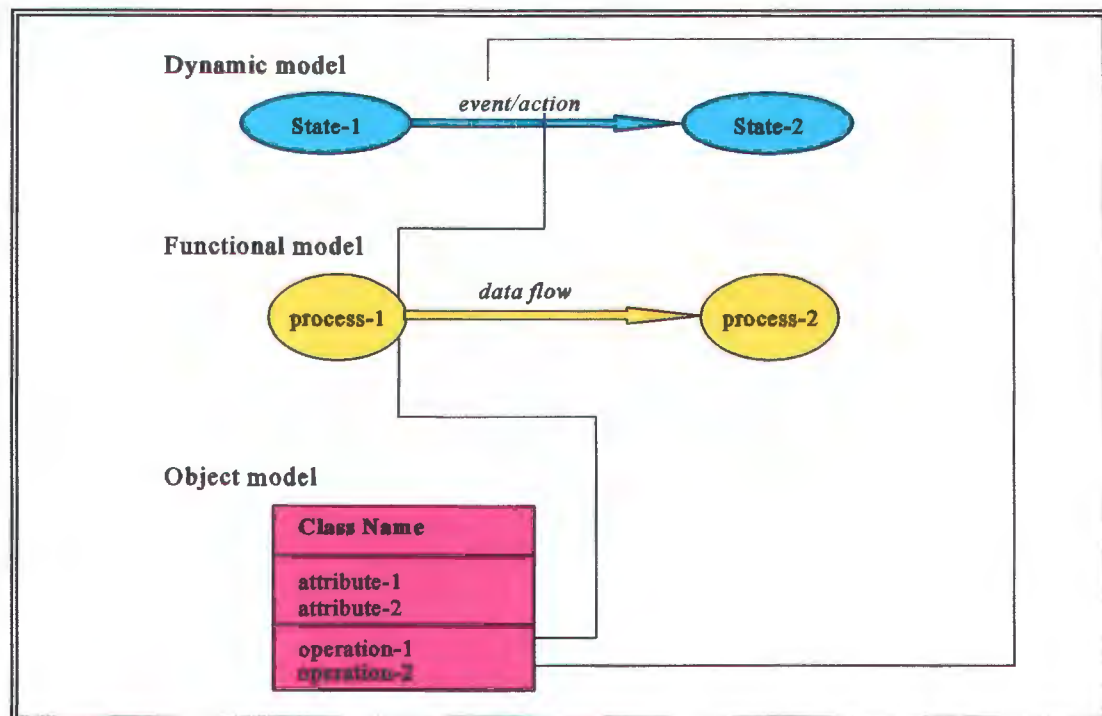 Dynamic model
event/action
State-1
State-2
Functional model
data flow
process-1
process-2
Object model
Class Name
attribute-1
attribute-2
operation-1
operation-2